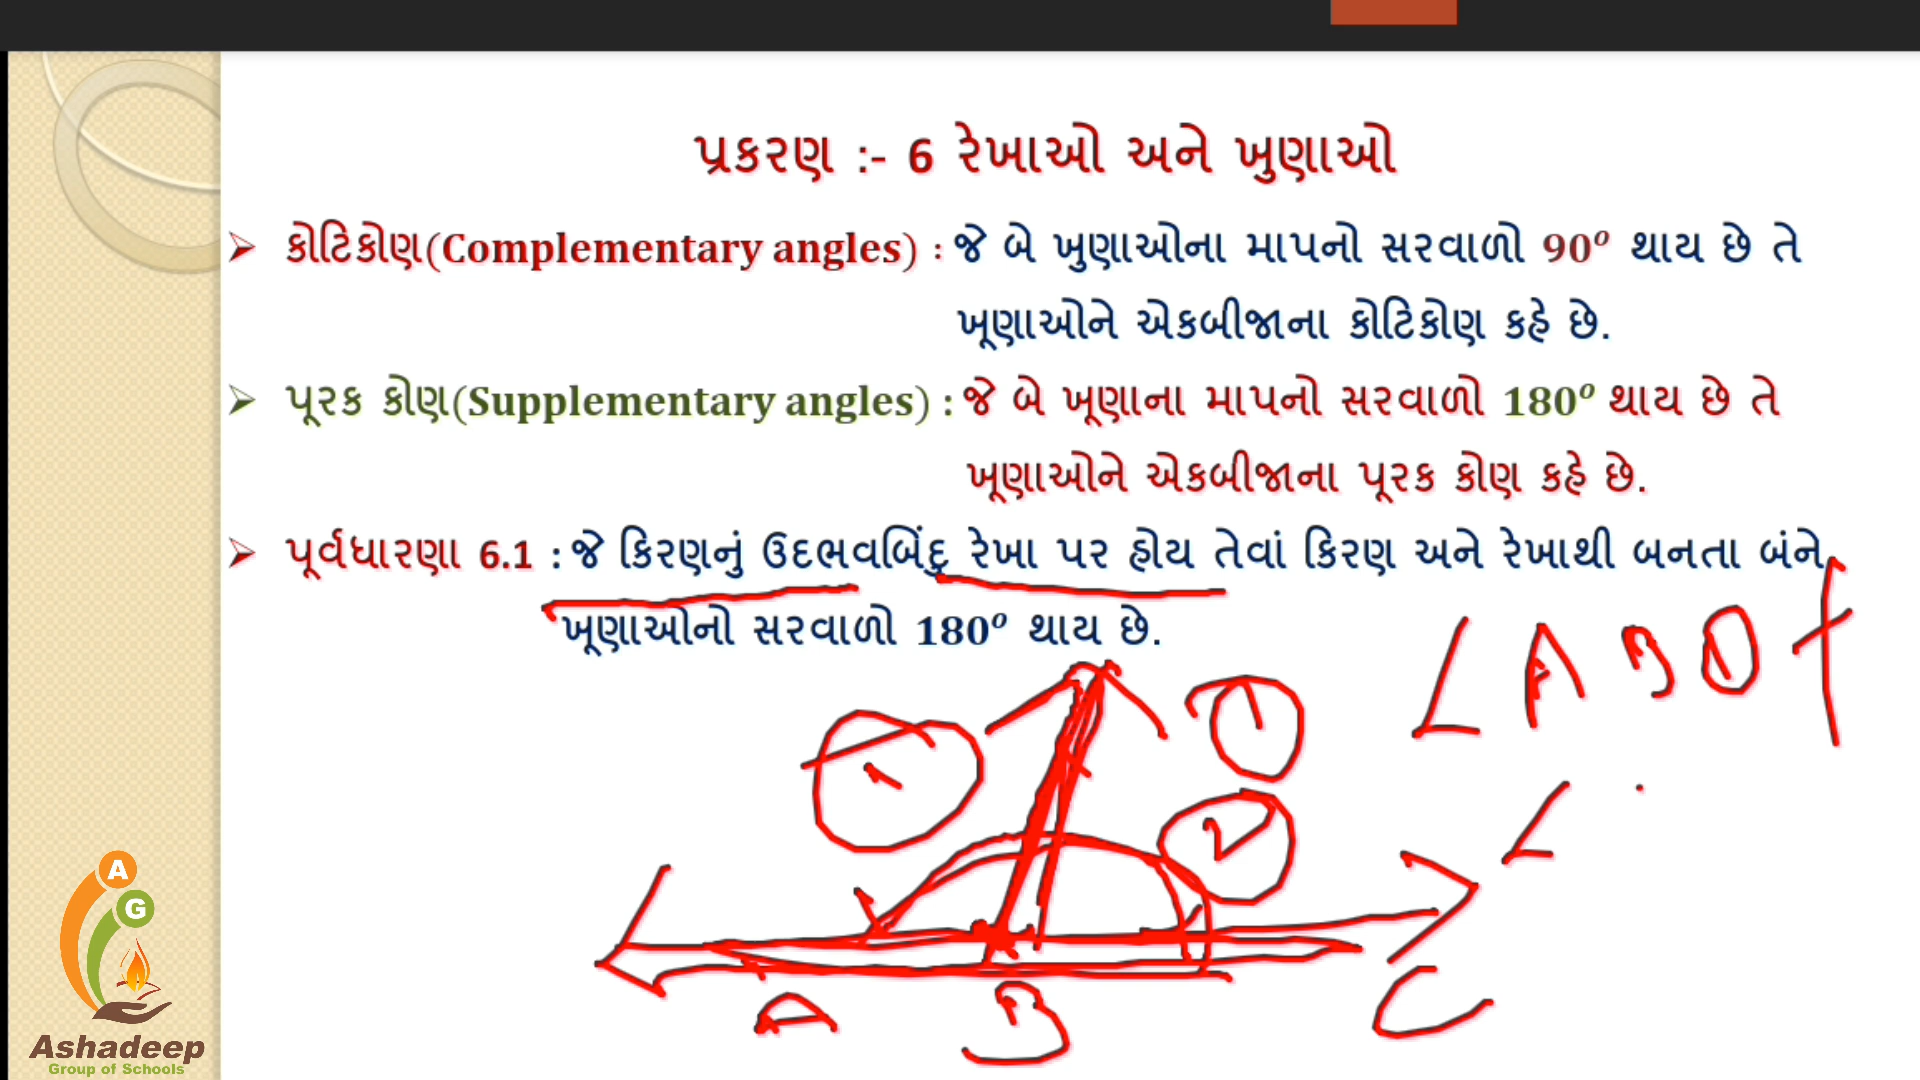 પ્રકરણ :- 6 રેખાઓ અને ખુણાઓ
કોટિકોણ(Complementary angles) : જે બે ખુણાઓના માપનો સરવાળો 90° થાય છે તે
ખૂણાઓને એકબીજાના કોટિકોણ કહે છે.
પૂરક કોણ(Supplementary angles) : જે બે ખૂણાના માપનો સરવાળો 180° થાય છે તે
ખૂણાઓને એકબીજાના પૂરક કોણ કહે છે.
પૂર્વધારણા 6.1 : જે કિરણનું ઉદભવબિંદુ રેખા પર હોય તેવાં કિરણ અને રેખાથી બનતા બંને
ખૂણાઓનો સરવાળો 180° થાય છે.
∠ABD +
1
2
∠
A B C
A
G
Ashadeep
Group of Schools